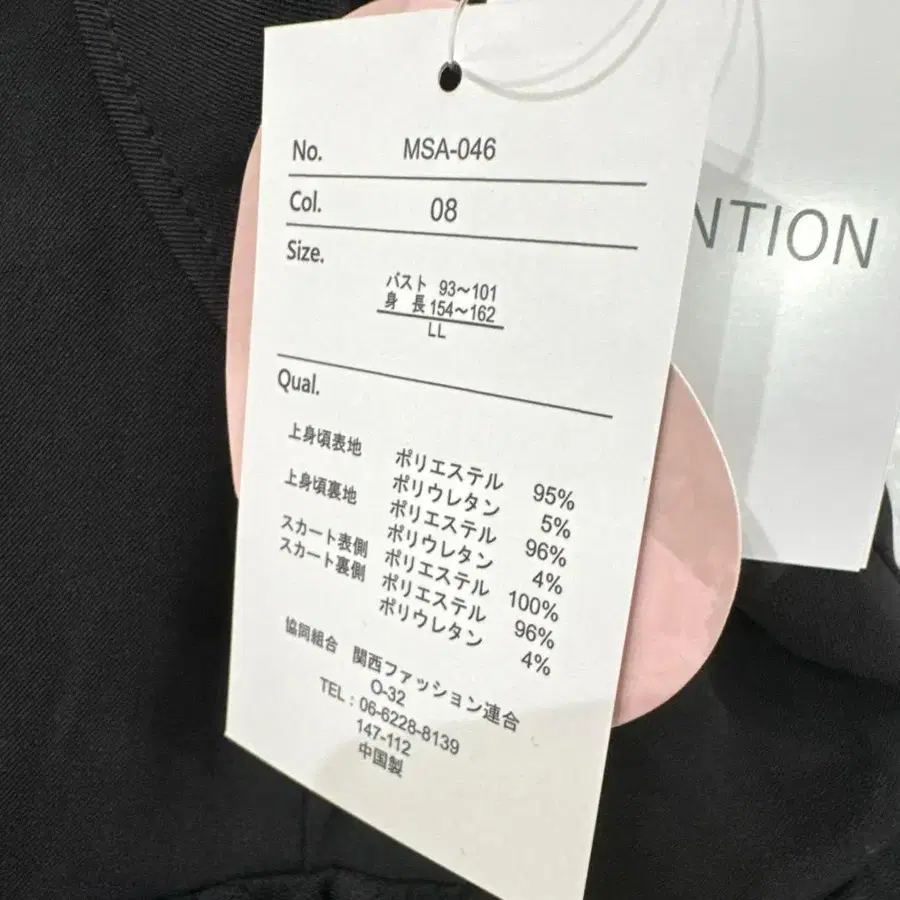 No. MSA-046
Col. 08
Size.
バスト 93〜101
身 長 154〜162
LL
Qual.
上身頃表地 ポリエステル 95%
ポリウレタン 5%
上身頃裏地 ポリエステル 96%
ポリウレタン 4%
スカート表側 ポリエステル 100%
スカート裏側 ポリエステル 96%
ポリウレタン 4%
協同組合 関西ファッション連合
O-32
TEL：06-6228-8139
147-112
中国製
NTION